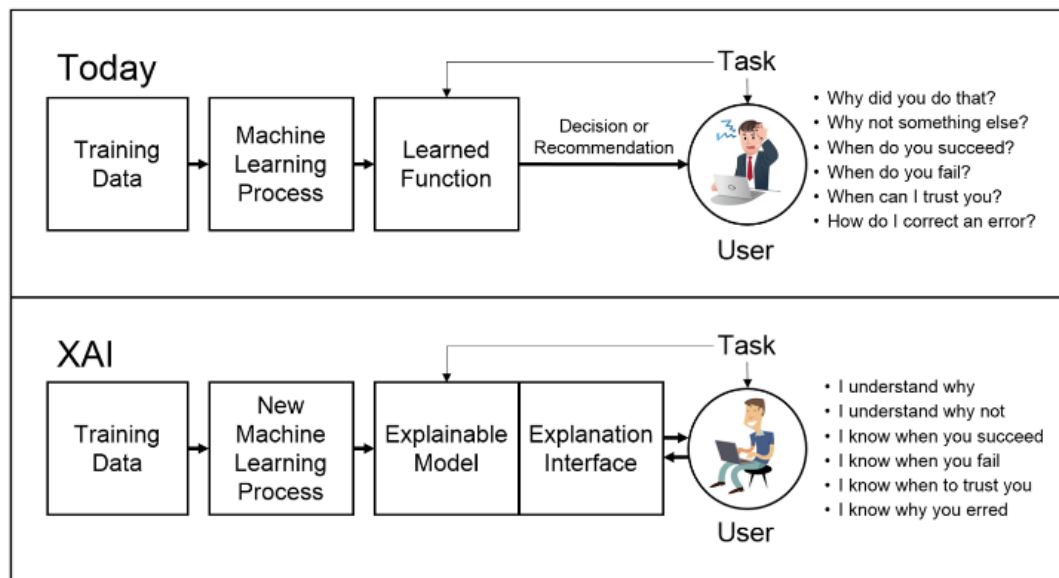 Today
Task
Training
Data
Machine
Learning
Process
Learned
Function
Decision or
Recommendation
User
• Why did you do that?
• Why not something else?
• When do you succeed?
• When do you fail?
• When can I trust you?
• How do I correct an error?
XAI
Task
Training
Data
New
Machine
Learning
Process
Explainable
Model
Explanation
Interface
User
• I understand why
• I understand why not
• I know when you succeed
• I know when you fail
• I know when to trust you
• I know why you erred